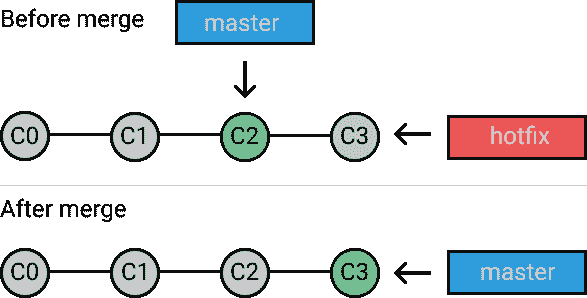 Before merge
master
C0 C1 C2 C3 hotfix
After merge
C0 C1 C2 C3 master